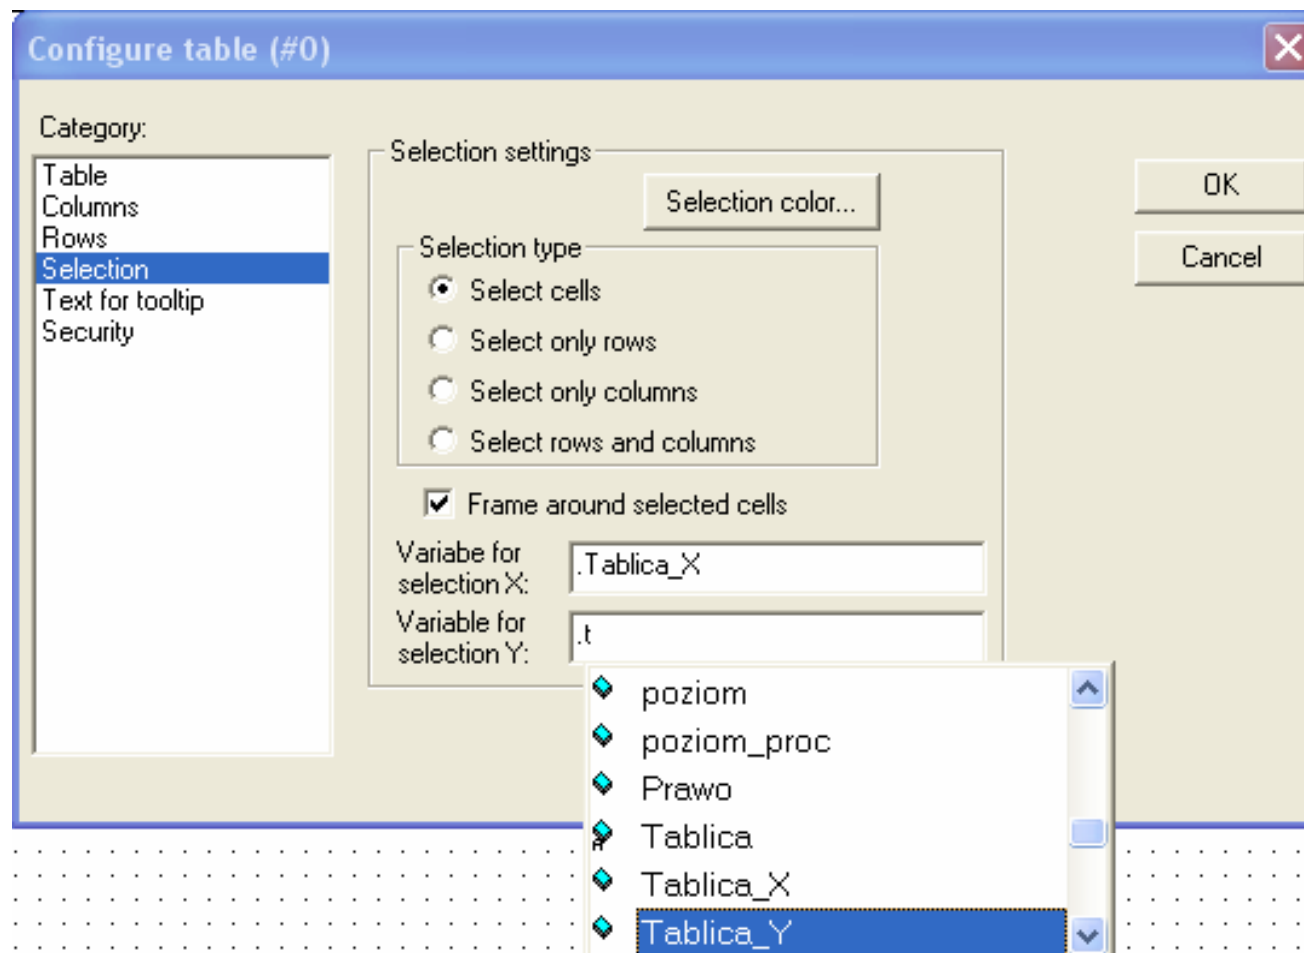 Configure table (#0)
Category:
Table
Columns
Rows
Selection
Text for tooltip
Security
Selection settings
Selection color...
Selection type
Select cells
Select only rows
Select only columns
Select rows and columns
Frame around selected cells
Variabe for
selection X:
.Tablica_X
Variable for
selection Y:
.t
poziom
poziom_proc
Prawo
Tablica
Tablica_X
Tablica_Y
OK
Cancel